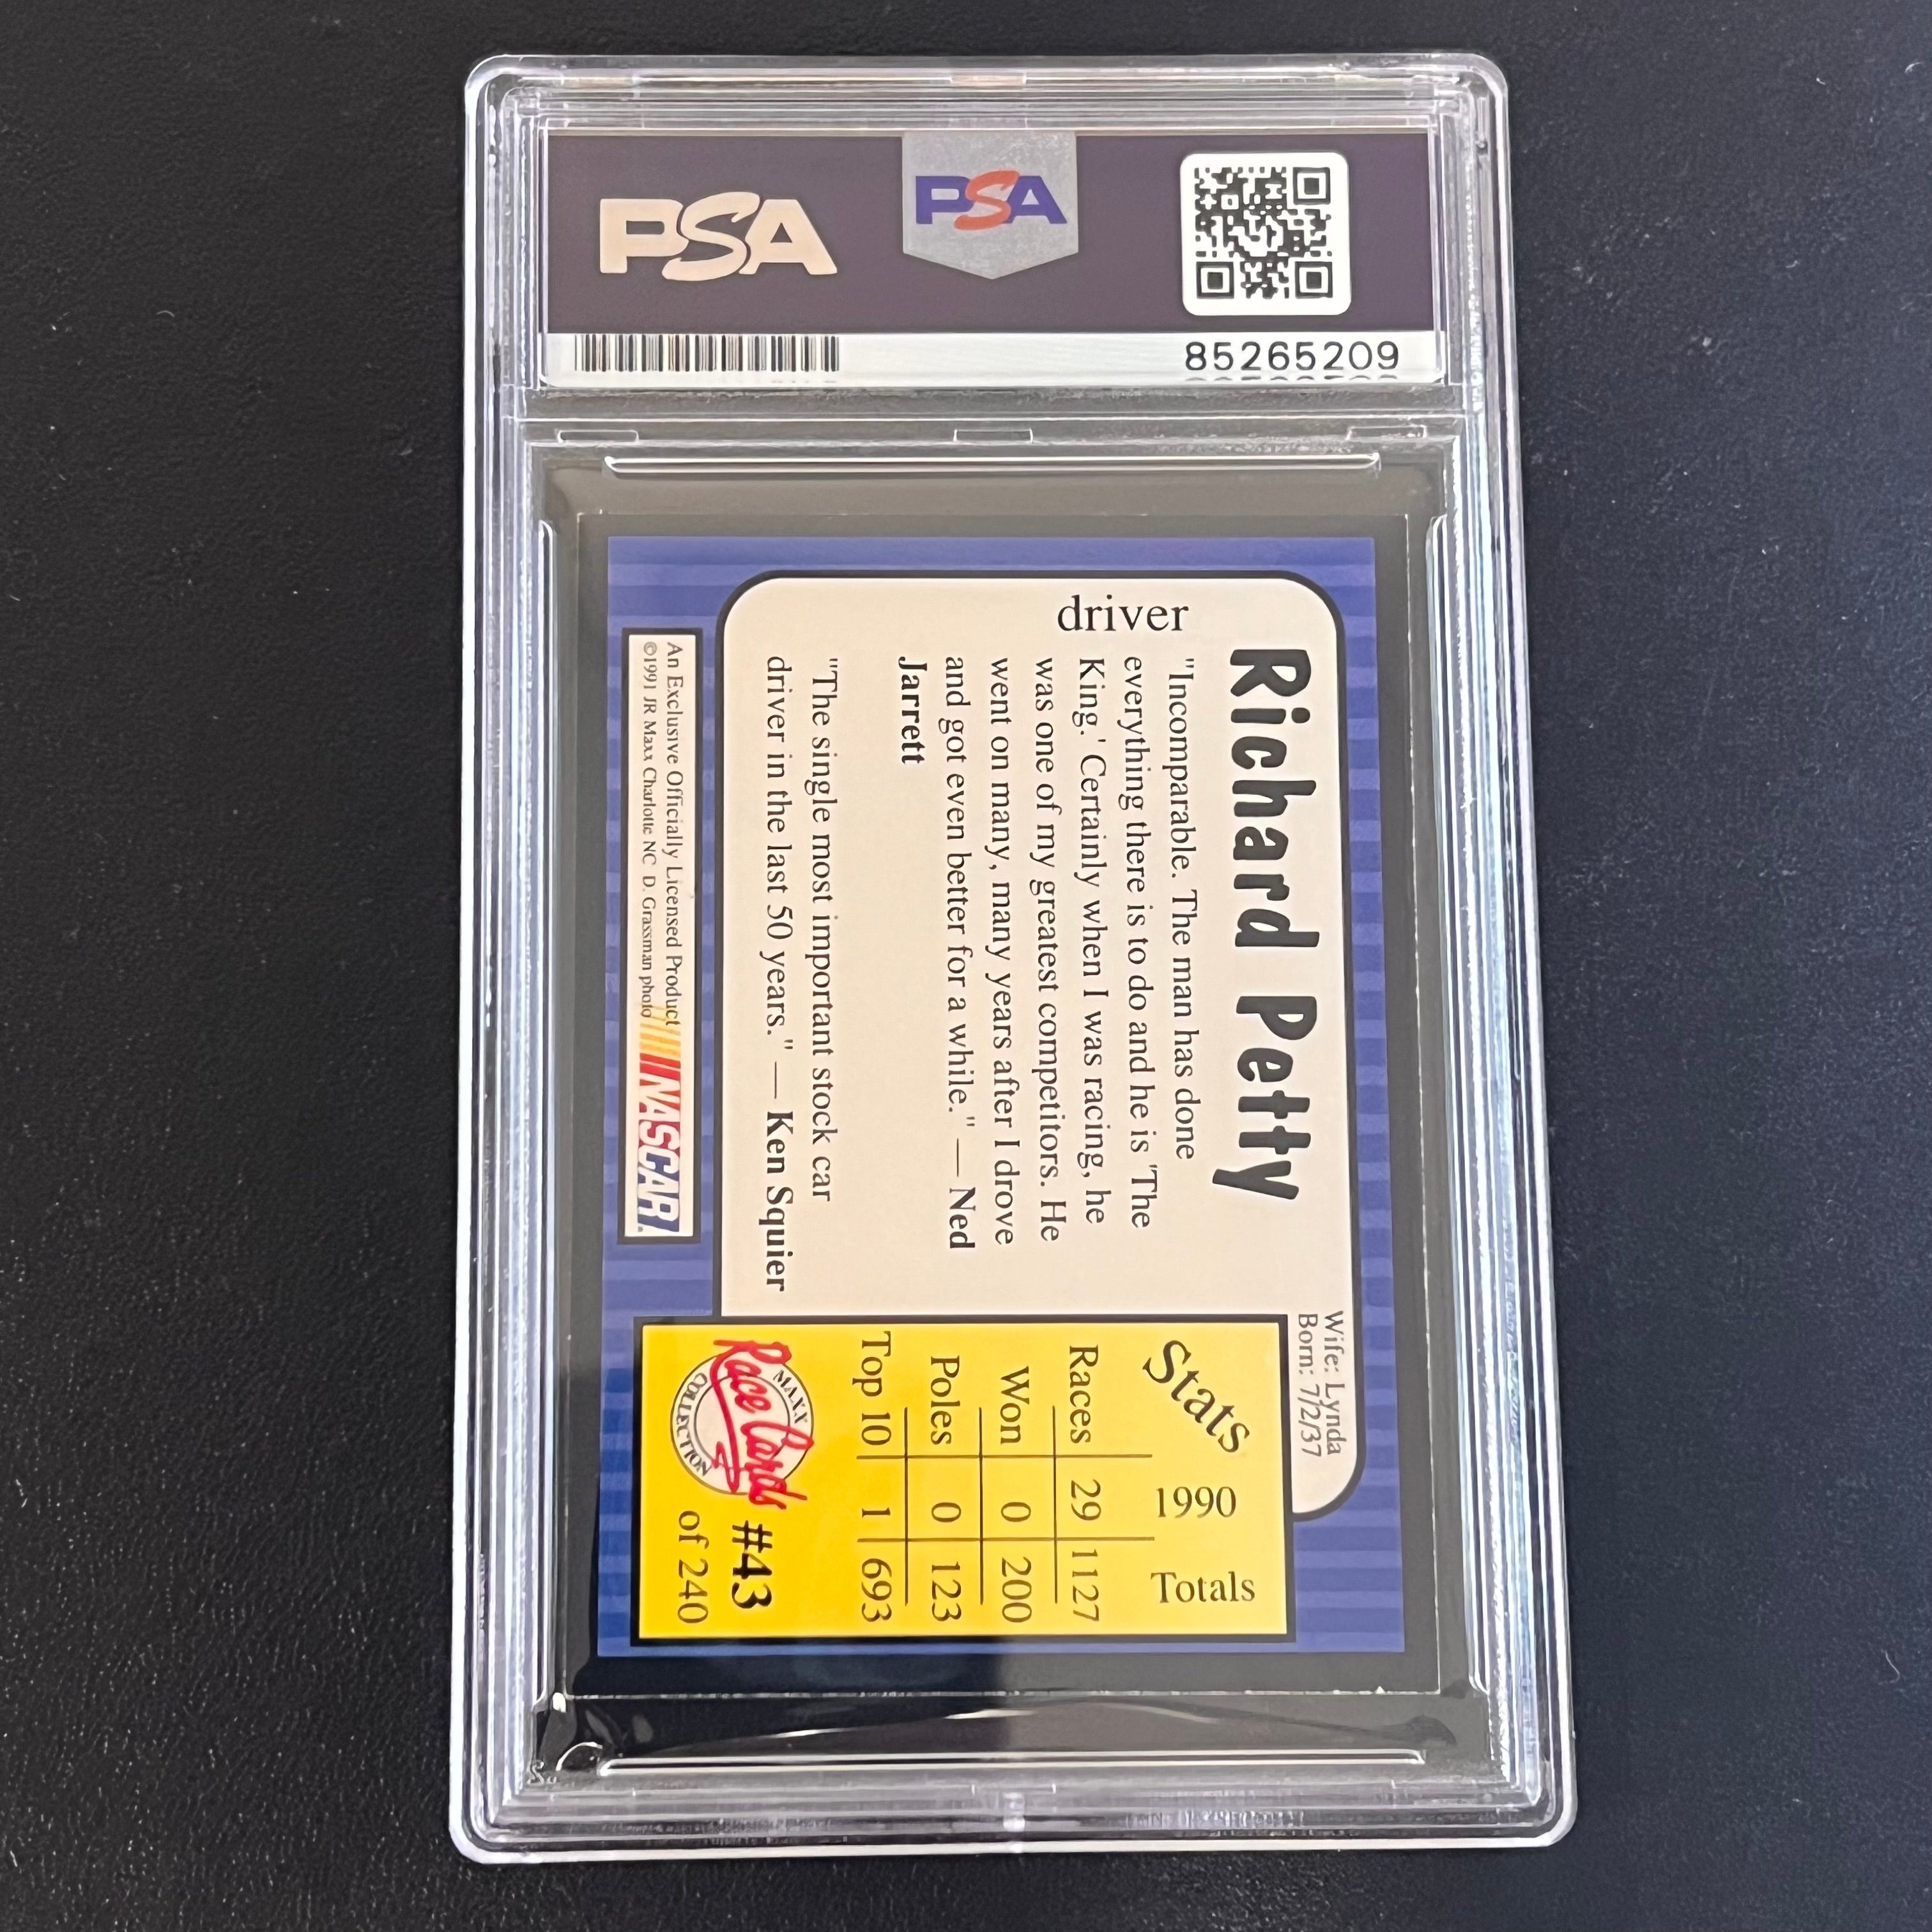 PSA
PSA
85265209
Richard Petty
Wife: Lynda
Born: 7/2/37
driver
"Incomparable. The man has done
everything there is to do and he is 'The
King.' Certainly when I was racing, he
was one of my greatest competitors. He
went on many, many years after I drove
and got even better for a while." — Ned
Jarrett
"The single most important stock car
driver in the last 50 years." — Ken Squier
An Exclusive Officially Licensed Product
©1991 JR Maxx Charlotte NC D. Grassman photo
NASCAR
Stats 1990 Totals
Races 29 1127
Won 0 200
Poles 0 123
Top 10 1 693
MAXX
Race Cards
COLLECTION
#43
of 240